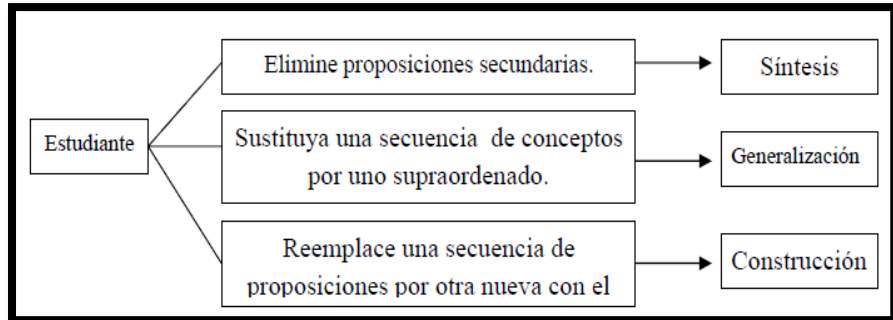 Elimine proposiciones secundarias.
Síntesis
Estudiante
Sustituya una secuencia de conceptos
por uno supraordenado.
Generalización
Reemplace una secuencia de
proposiciones por otra nueva con el
Construcción